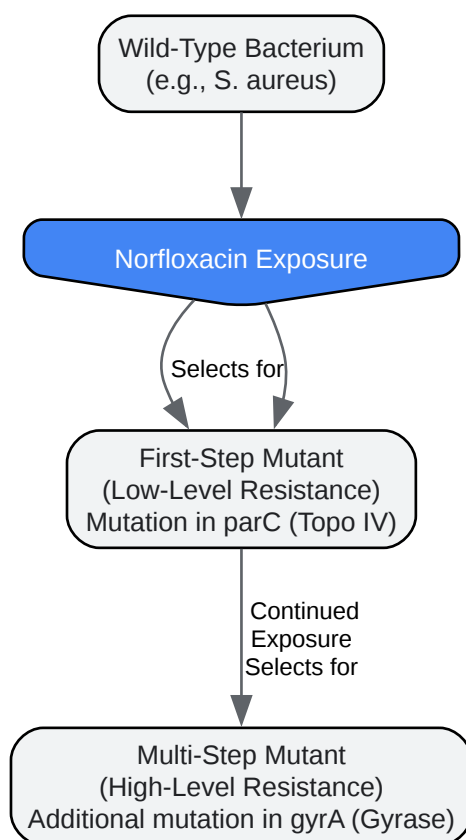 Wild-Type Bacterium
(e.g., S. aureus)
Norfloxacin Exposure
Selects for
First-Step Mutant
(Low-Level Resistance)
Mutation in parC (Topo IV)
Continued
Exposure
Selects for
Multi-Step Mutant
(High-Level Resistance)
Additional mutation in gyrA (Gyrase)